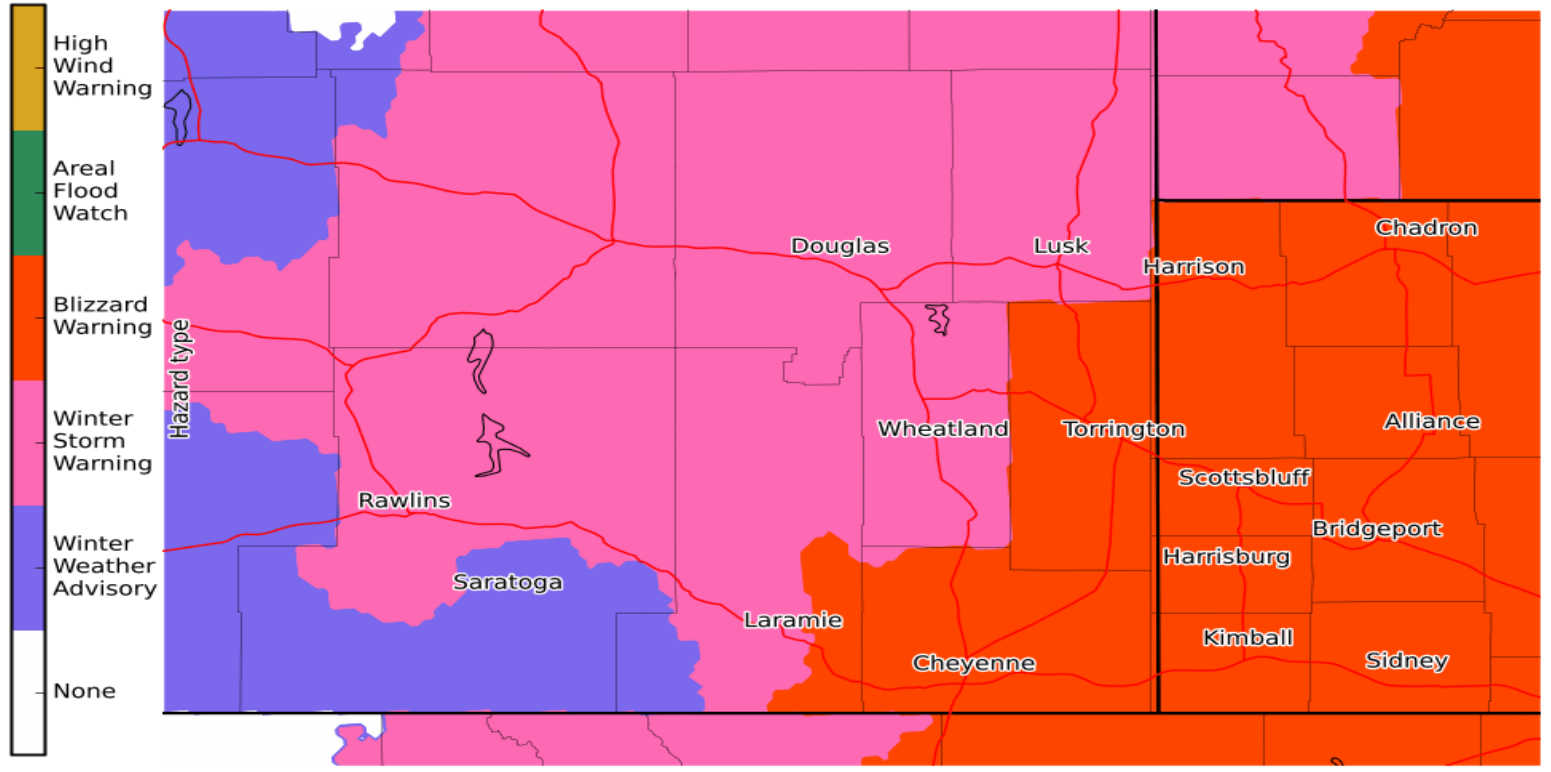 High
Wind
Warning
Areal
Flood
Watch
Blizzard
Warning
Winter
Storm
Warning
Winter
Weather
Advisory
None
Hazard type
Douglas
Lusk
Harrison
Chadron
Wheatland
Torrington
Alliance
Scottsbluff
Rawlins
Bridgeport
Harrisburg
Saratoga
Laramie
Kimball
Cheyenne
Sidney